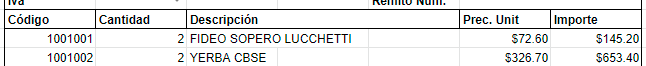 Iva Remito Num.
Código Cantidad Descripción Prec. Unit Importe
1001001 2 FIDEO SOPERO LUCCHETTI $72.60 $145.20
1001002 2 YERBA CBSE $326.70 $653.40